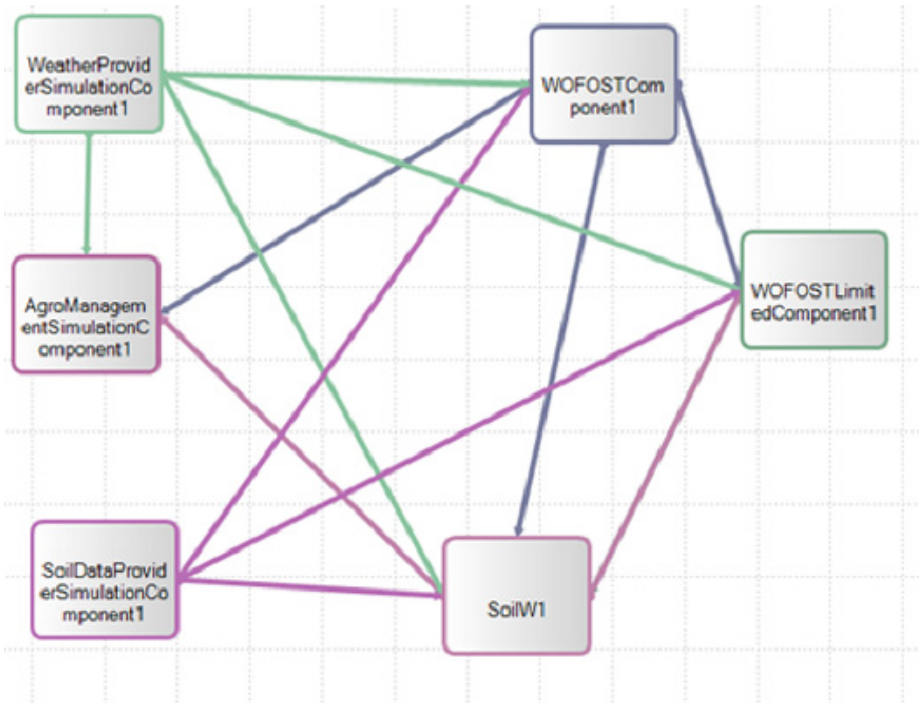 WeatherProvid
erSimulationCo
mponent1
WOFOSTCom
ponent1
AgroManagem
entSimulationC
omponent1
WOFOSTLimit
edComponent1
SoilDataProvid
erSimulationCo
mponent1
SoilW1